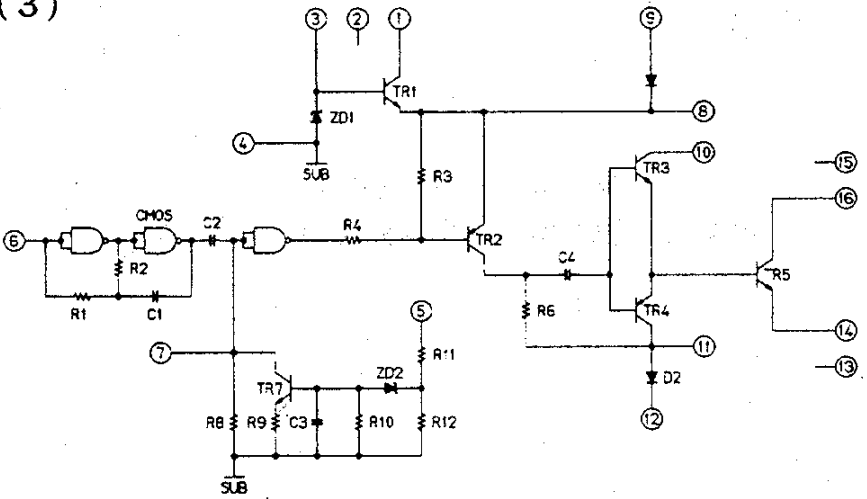 (3)
3 2 1 9
TR1
ZD1
8
4
SUB
R3
TR3 10
15
16
CMOS C2
R4
6
TR2
C4
R2
TR5
R1 C1
R6
TR4
5
14
7
R11
11
ZD2
13
TR7
D2
R8 R9 C3 R10 R12
12
SUB